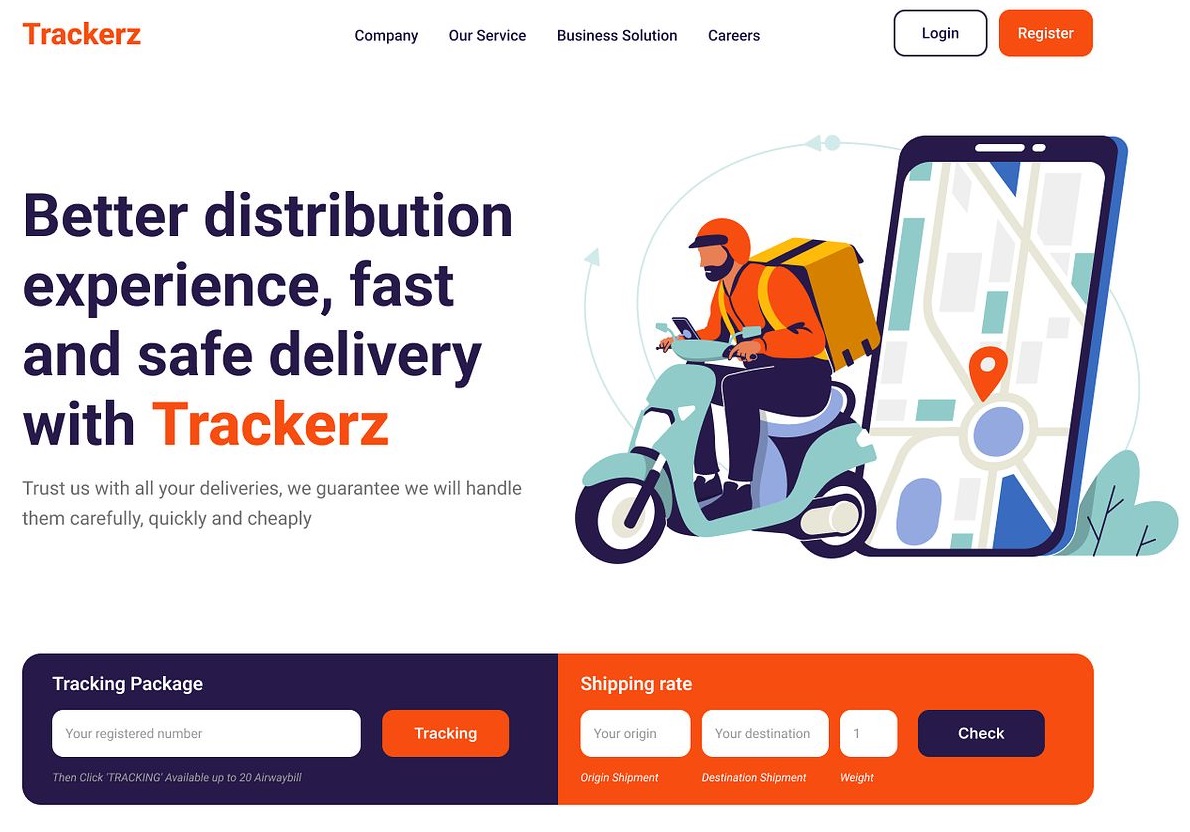 Trackerz
Company
Our Service
Business Solution
Careers
Login
Register
Better distribution
experience, fast
and safe delivery
with Trackerz
Trust us with all your deliveries, we guarantee we will handle
them carefully, quickly and cheaply
Tracking Package
Your registered number
Tracking
Then Click 'TRACKING' Available up to 20 Airwaybill
Shipping rate
Your origin
Your destination
1
Check
Origin Shipment
Destination Shipment
Weight